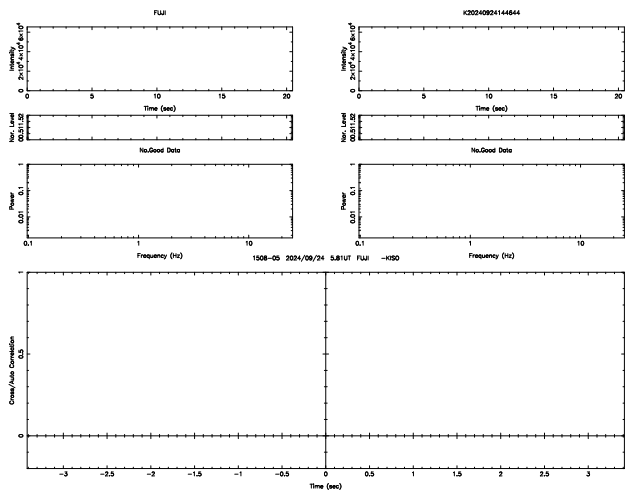 FUJI
K20240924144644
Intensity
0 2×10⁴ 4×10⁴ 6×10⁴
0 5 10 15 20
Time (sec)
Intensity
0 2×10⁴ 4×10⁴ 6×10⁴
0 5 10 15 20
Time (sec)
Nor. Level
00.511.52
Nor. Level
00.511.52
No.Good Data
No.Good Data
Power
0.01 0.1 1
0.1 1 10
Frequency (Hz)
Power
0.01 0.1 1
0.1 1 10
Frequency (Hz)
1508-05 2024/09/24 5.81UT FUJI -KISO
Cross/Auto Correlation
0 0.5 1
-3 -2.5 -2 -1.5 -1 -0.5 0 0.5 1 1.5 2 2.5 3
Time (sec)